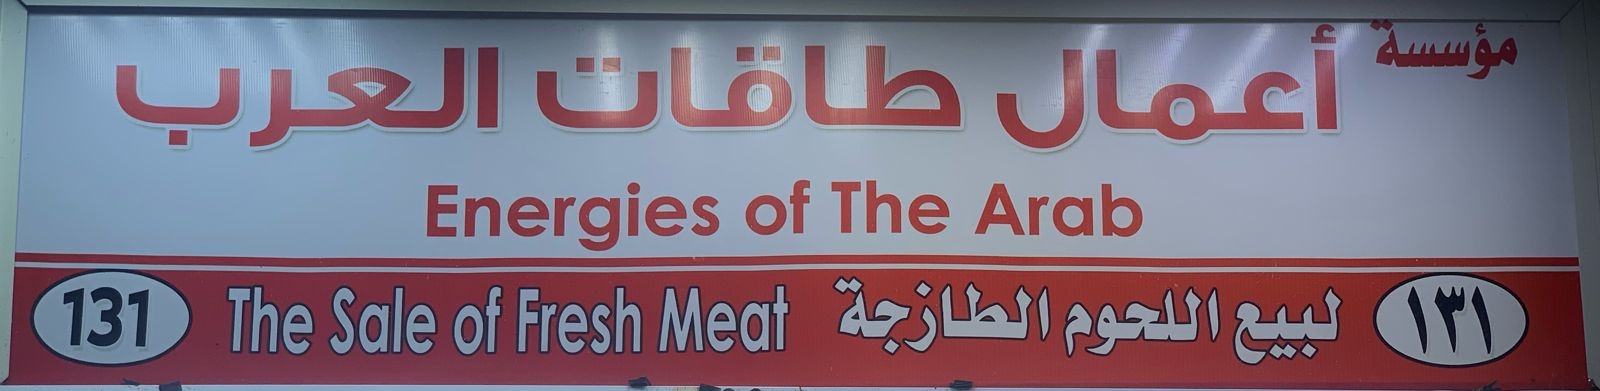 مؤسسة
أعمال طاقات العرب
Energies of The Arab
131 The Sale of Fresh Meat لبيع اللحوم الطازجة ١٣١